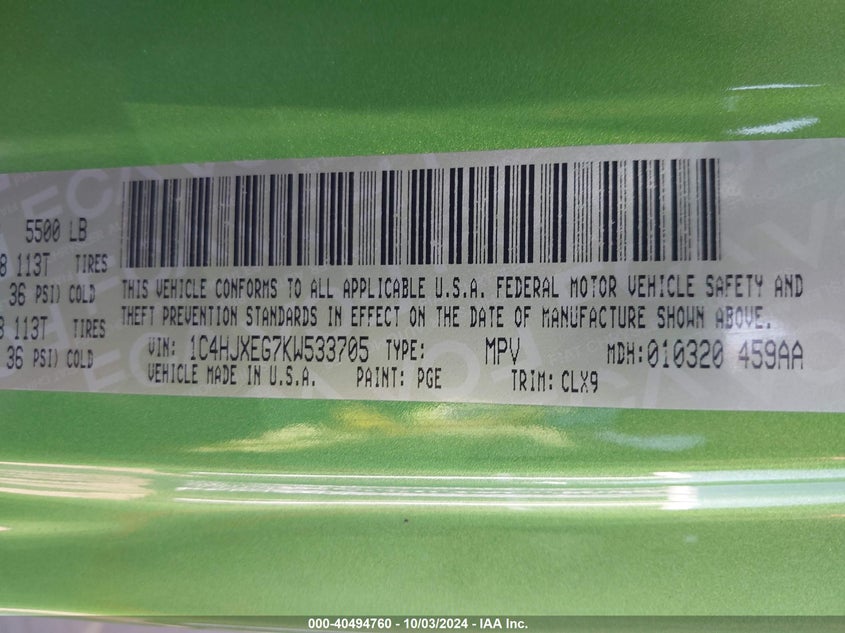 5500 LB
8 113T TIRES
36 PSI) COLD
8 113T TIRES
36 PSI) COLD
THIS VEHICLE CONFORMS TO ALL APPLICABLE U.S.A. FEDERAL MOTOR VEHICLE SAFETY AND
THEFT PREVENTION STANDARDS IN EFFECT ON THE DATE OF MANUFACTURE SHOWN ABOVE.
VIN: 1C4HJXEG7KW533705 TYPE: MPV MDH:010320 459AA
VEHICLE MADE IN U.S.A. PAINT: PGE TRIM: CLX9
000-40494760 - 10/03/2024 - IAA Inc.